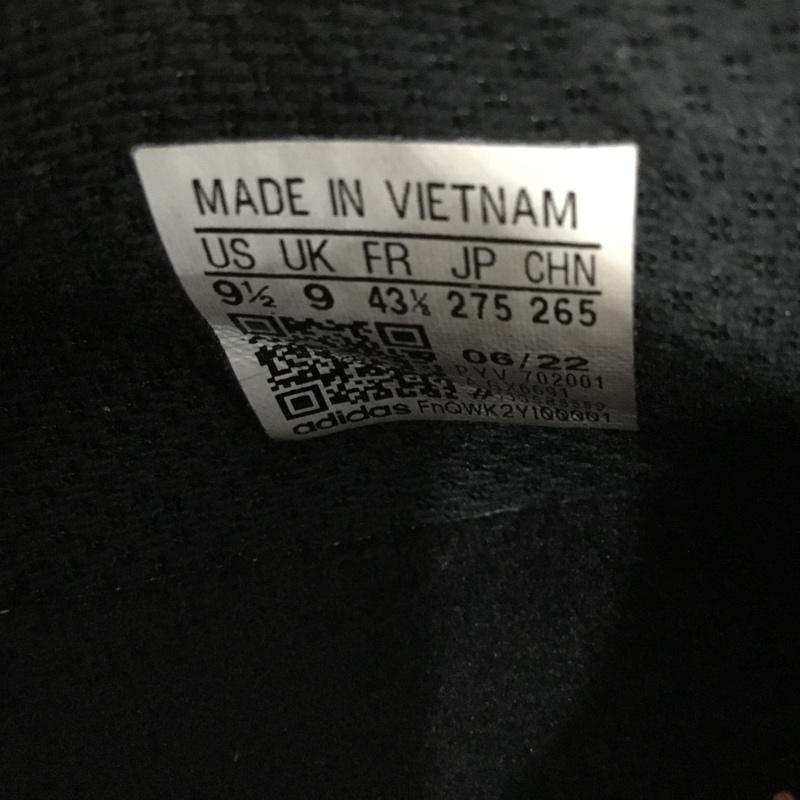 MADE IN VIETNAM
US UK FR JP CHN
9½ 9 43⅓ 275 265
06/22
PYV 702001
#
adidas FnQWK2YIQQQ01